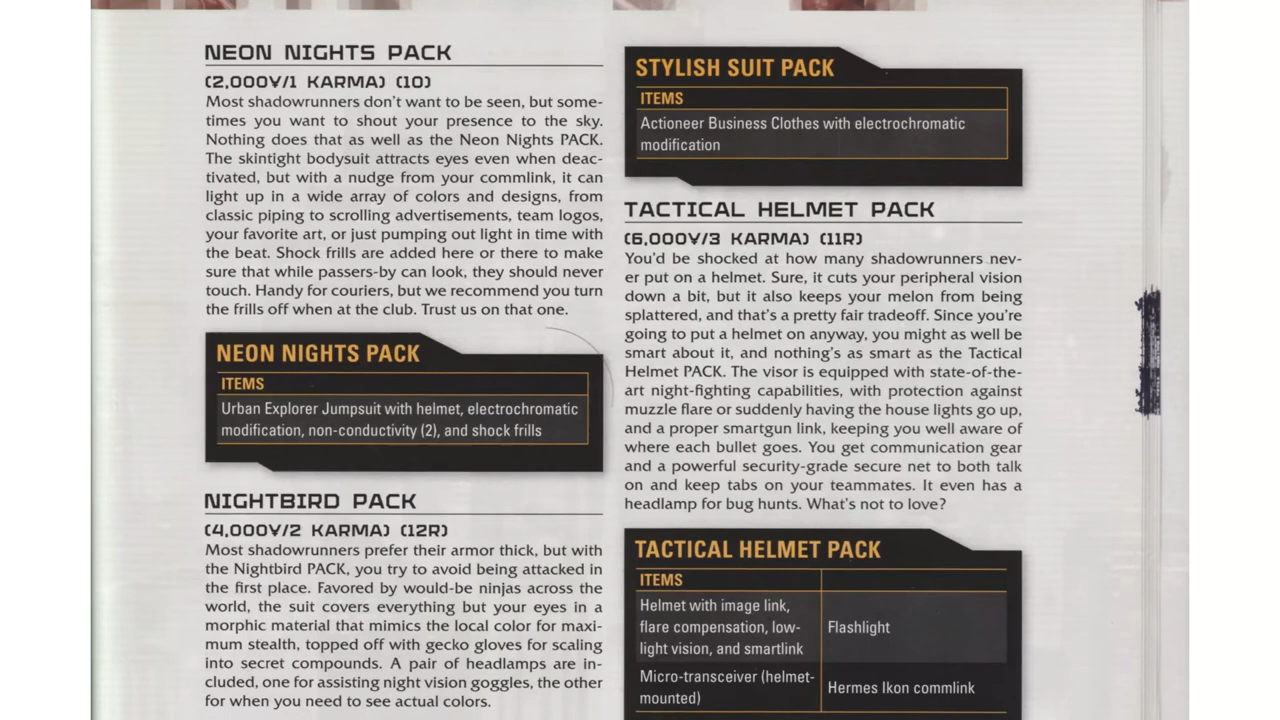 NEON NIGHTS PACK
(2,000¥/1 KARMA) (10)
Most shadowrunners don't want to be seen, but some-
times you want to shout your presence to the sky.
Nothing does that as well as the Neon Nights PACK.
The skintight bodysuit attracts eyes even when deac-
tivated, but with a nudge from your commlink, it can
light up in a wide array of colors and designs, from
classic piping to scrolling advertisements, team logos,
your favorite art, or just pumping out light in time with
the beat. Shock frills are added here or there to make
sure that while passers-by can look, they should never
touch. Handy for couriers, but we recommend you turn
the frills off when at the club. Trust us on that one.
NEON NIGHTS PACK
ITEMS
Urban Explorer Jumpsuit with helmet, electrochromatic
modification, non-conductivity (2), and shock frills
NIGHTBIRD PACK
(4,000¥/2 KARMA) (12R)
Most shadowrunners prefer their armor thick, but with
the Nightbird PACK, you try to avoid being attacked in
the first place. Favored by would-be ninjas across the
world, the suit covers everything but your eyes in a
morphic material that mimics the local color for maxi-
mum stealth, topped off with gecko gloves for scaling
into secret compounds. A pair of headlamps are in-
cluded, one for assisting night vision goggles, the other
for when you need to see actual colors.
STYLISH SUIT PACK
ITEMS
Actioneer Business Clothes with electrochromatic
modification
TACTICAL HELMET PACK
(6,000¥/3 KARMA) (11R)
You'd be shocked at how many shadowrunners nev-
er put on a helmet. Sure, it cuts your peripheral vision
down a bit, but it also keeps your melon from being
splattered, and that's a pretty fair tradeoff. Since you're
going to put a helmet on anyway, you might as well be
smart about it, and nothing's as smart as the Tactical
Helmet PACK. The visor is equipped with state-of-the-
art night-fighting capabilities, with protection against
muzzle flare or suddenly having the house lights go up,
and a proper smartgun link, keeping you well aware of
where each bullet goes. You get communication gear
and a powerful security-grade secure net to both talk
on and keep tabs on your teammates. It even has a
headlamp for bug hunts. What's not to love?
TACTICAL HELMET PACK
ITEMS
Helmet with image link,
flare compensation, low-
light vision, and smartlink
Flashlight
Micro-transceiver (helmet-
mounted)
Hermes Ikon commlink